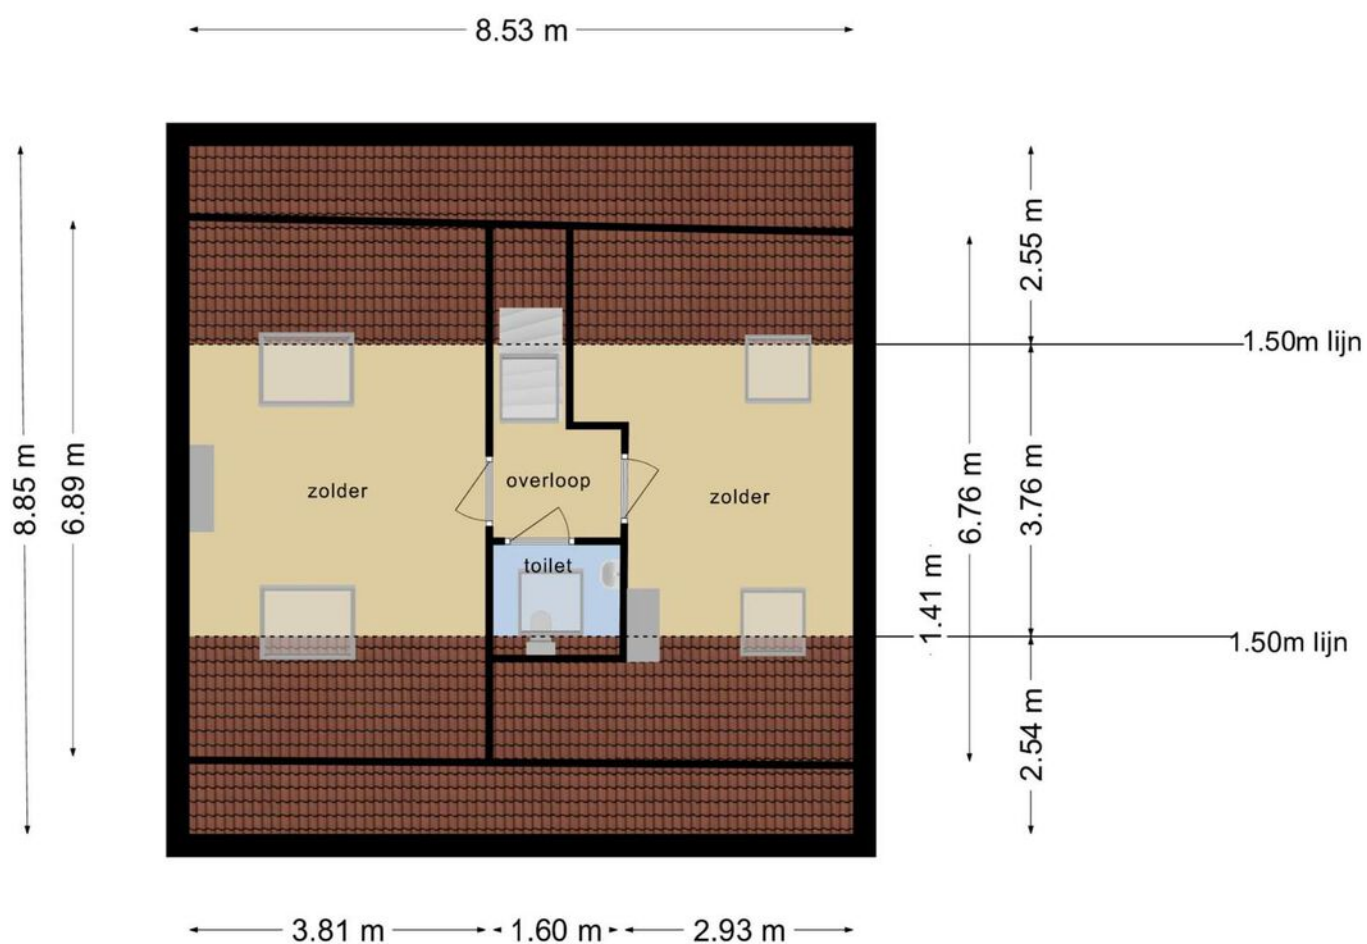 8.53 m
2.55 m
1.50m lijn
8.85 m
6.89 m
zolder
overloop
zolder
6.76 m
3.76 m
toilet
1.41 m
1.50m lijn
2.54 m
3.81 m
1.60 m
2.93 m